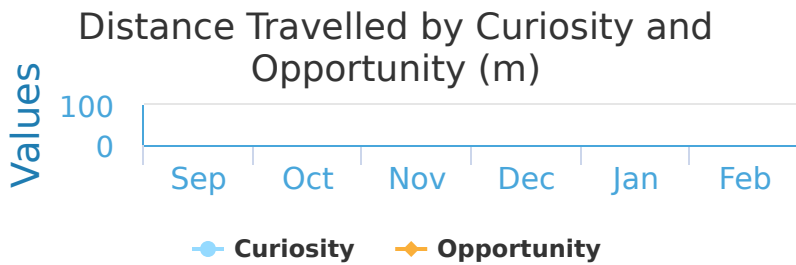 Distance Travelled by Curiosity and
Opportunity (m)
Values
100
0
Sep Oct Nov Dec Jan Feb
Curiosity Opportunity